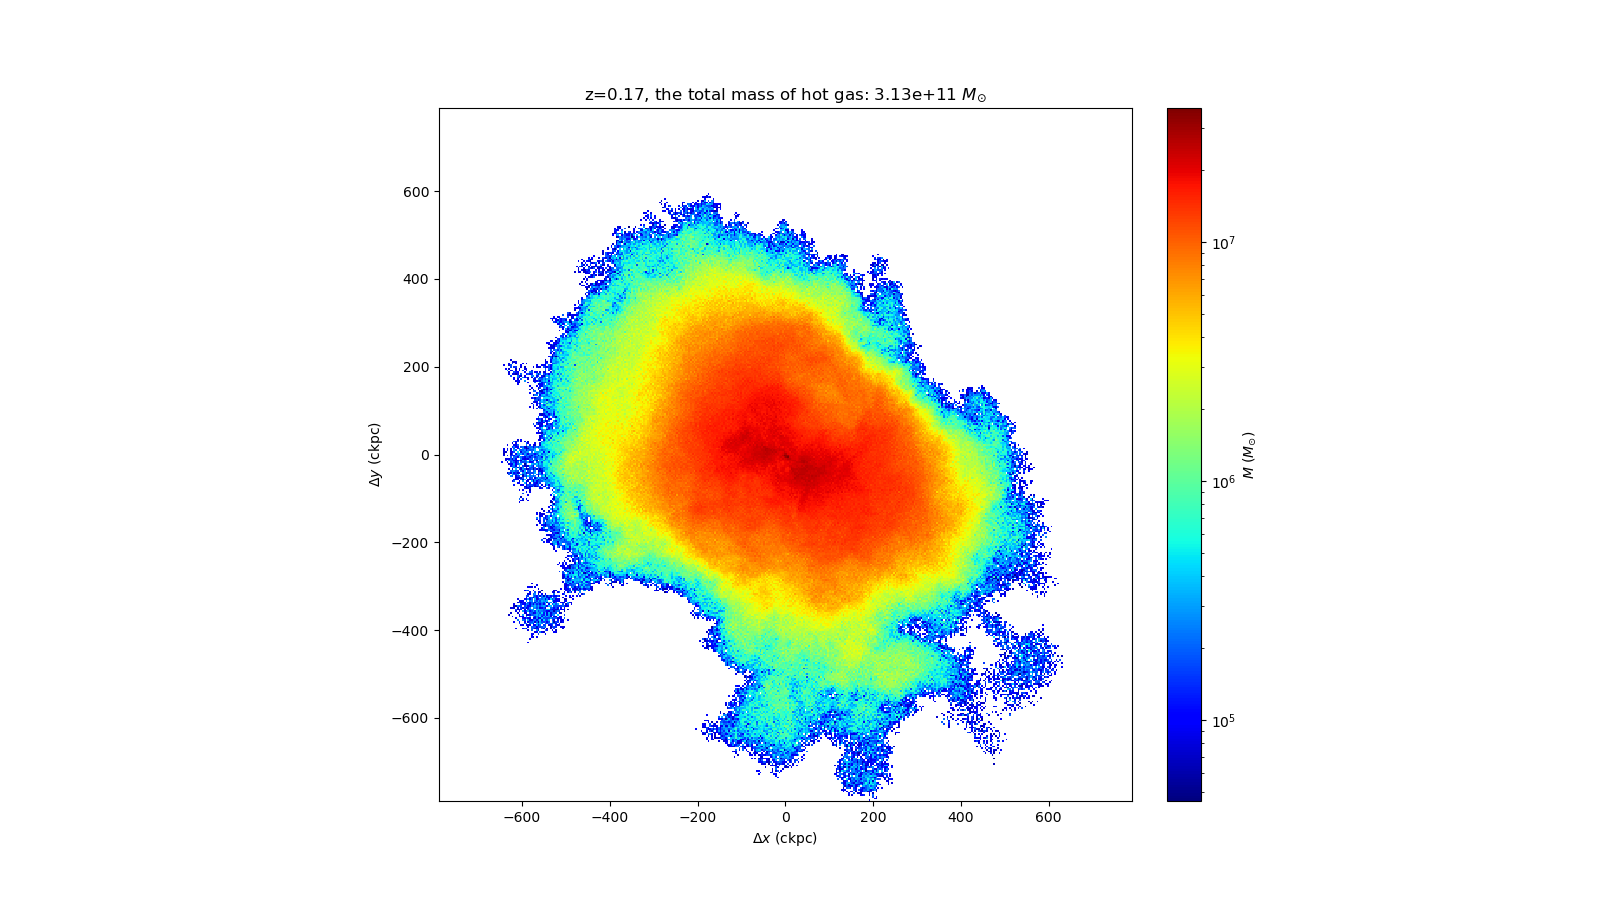 z=0.17, the total mass of hot gas: 3.13e+11 M⊙
600
400
200
0
−200
−400
−600
Δy (ckpc)
−600 −400 −200 0 200 400 600
Δx (ckpc)
10⁷
10⁶
10⁵
M (M⊙)